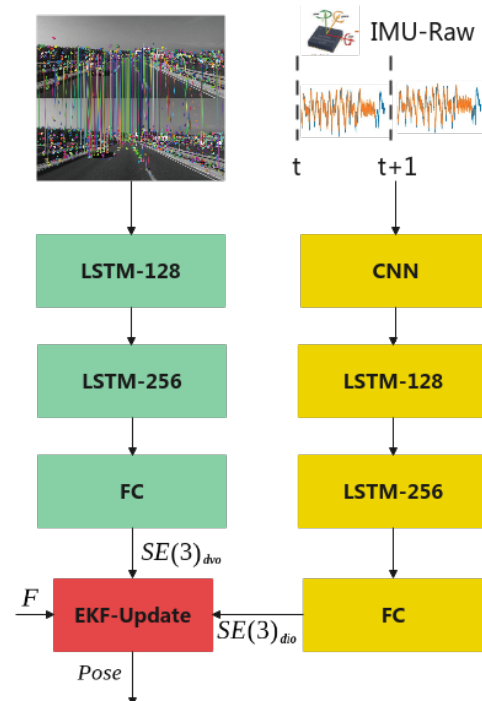 IMU-Raw
t
t+1
LSTM-128
CNN
LSTM-256
LSTM-128
FC
LSTM-256
SE(3)dvo
F
EKF-Update
SE(3)dio
FC
Pose